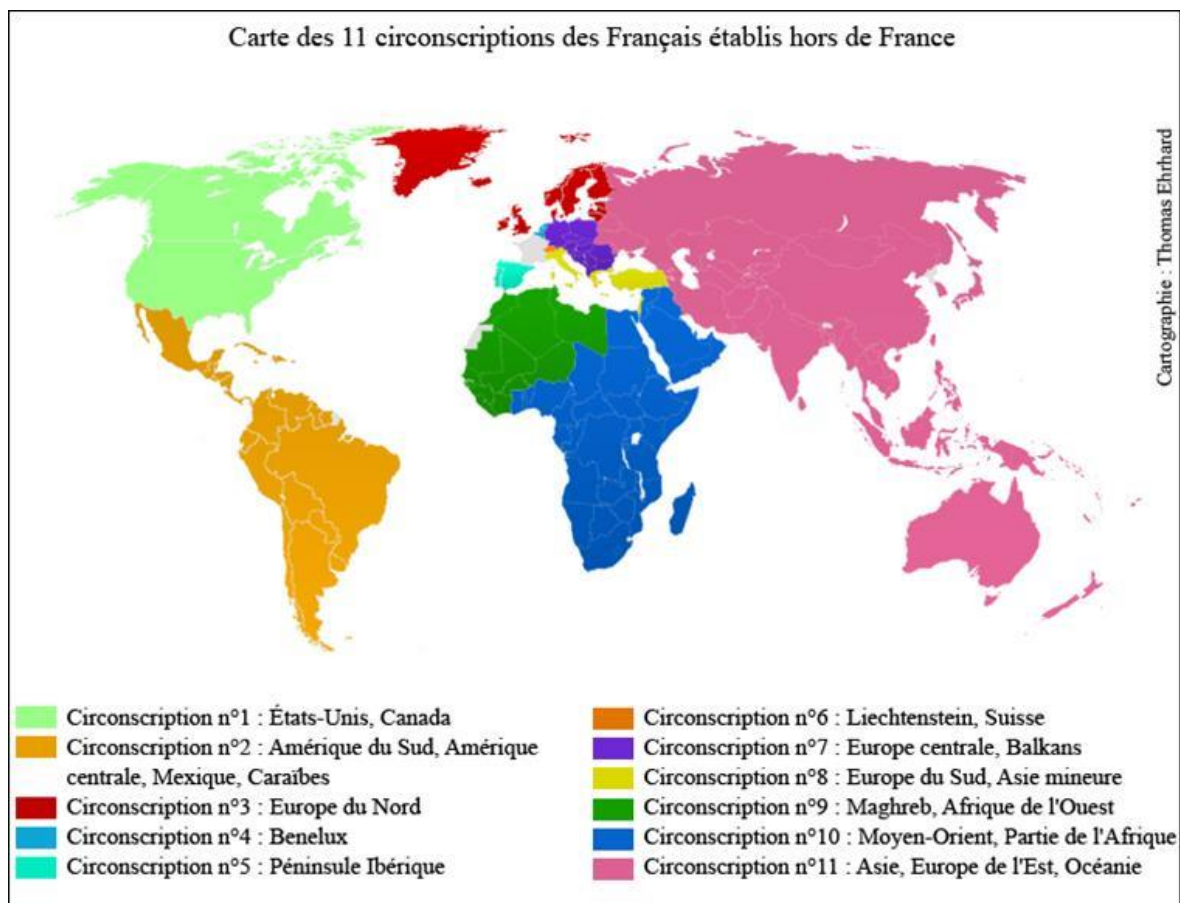 Carte des 11 circonscriptions des Français établis hors de France
Cartographie : Thomas Ehrhard
Circonscription n°1 : États-Unis, Canada
Circonscription n°2 : Amérique du Sud, Amérique
centrale, Mexique, Caraïbes
Circonscription n°3 : Europe du Nord
Circonscription n°4 : Benelux
Circonscription n°5 : Péninsule Ibérique
Circonscription n°6 : Liechtenstein, Suisse
Circonscription n°7 : Europe centrale, Balkans
Circonscription n°8 : Europe du Sud, Asie mineure
Circonscription n°9 : Maghreb, Afrique de l'Ouest
Circonscription n°10 : Moyen-Orient, Partie de l'Afrique
Circonscription n°11 : Asie, Europe de l'Est, Océanie